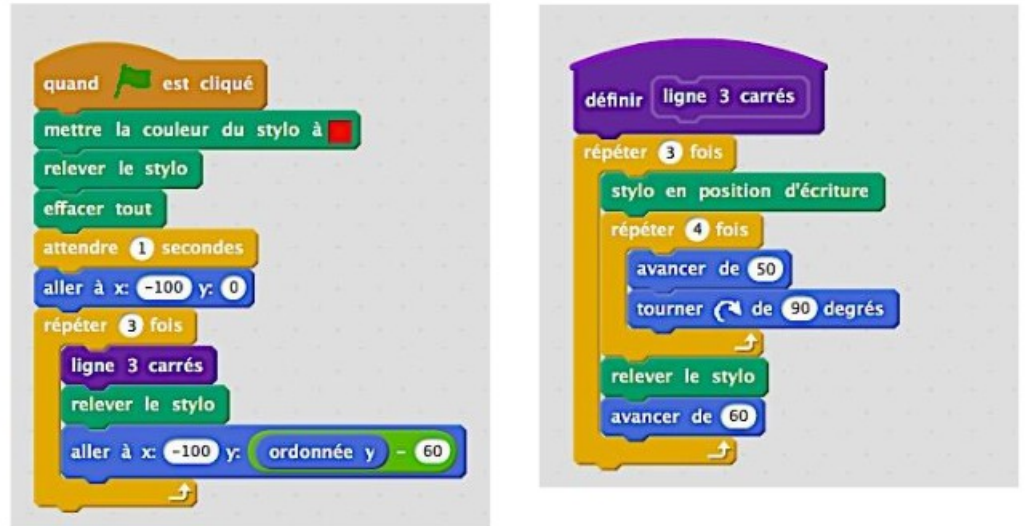 quand est cliqué
mettre la couleur du stylo à
relever le stylo
effacer tout
attendre 1 secondes
aller à x: -100 y: 0
répéter 3 fois
ligne 3 carrés
relever le stylo
aller à x: -100 y: ordonnée y - 60
définir ligne 3 carrés
répéter 3 fois
stylo en position d'écriture
répéter 4 fois
avancer de 50
tourner de 90 degrés
relever le stylo
avancer de 60